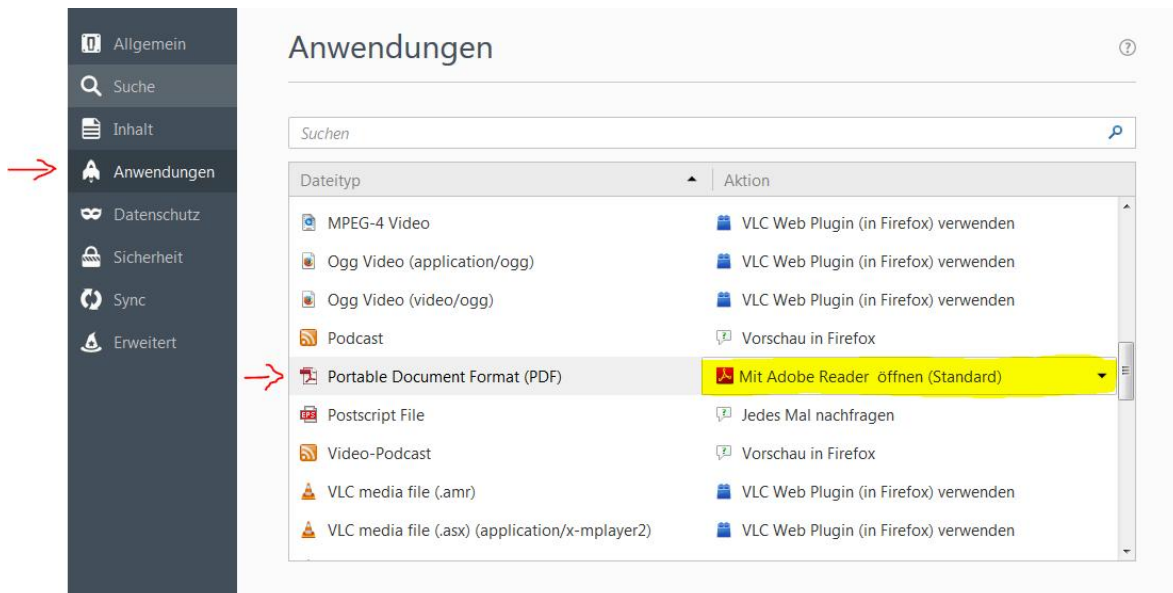 Allgemein
Suche
Inhalt
Anwendungen
Datenschutz
Sicherheit
Sync
Erweitert
Anwendungen
Suchen
Dateityp Aktion
MPEG-4 Video VLC Web Plugin (in Firefox) verwenden
Ogg Video (application/ogg) VLC Web Plugin (in Firefox) verwenden
Ogg Video (video/ogg) VLC Web Plugin (in Firefox) verwenden
Podcast Vorschau in Firefox
Portable Document Format (PDF) Mit Adobe Reader öffnen (Standard)
Postscript File Jedes Mal nachfragen
Video-Podcast Vorschau in Firefox
VLC media file (.amr) VLC Web Plugin (in Firefox) verwenden
VLC media file (.asx) (application/x-mplayer2) VLC Web Plugin (in Firefox) verwenden